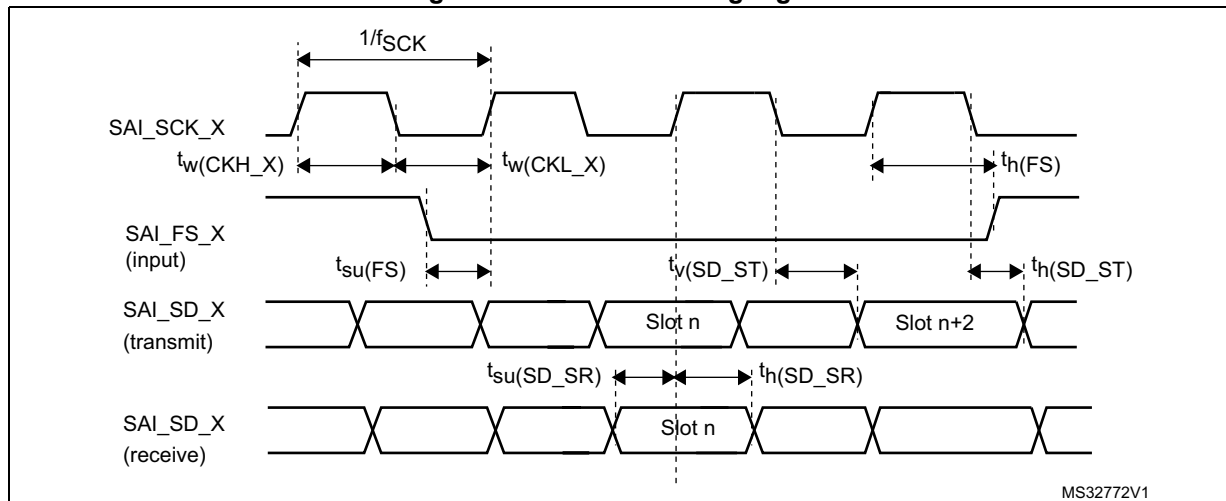 1/fSCK
SAI_SCK_X
tw(CKH_X)
tw(CKL_X)
th(FS)
SAI_FS_X
(input)
tsu(FS)
tv(SD_ST)
th(SD_ST)
SAI_SD_X
(transmit)
Slot n
Slot n+2
tsu(SD_SR)
th(SD_SR)
SAI_SD_X
(receive)
Slot n
MS32772V1